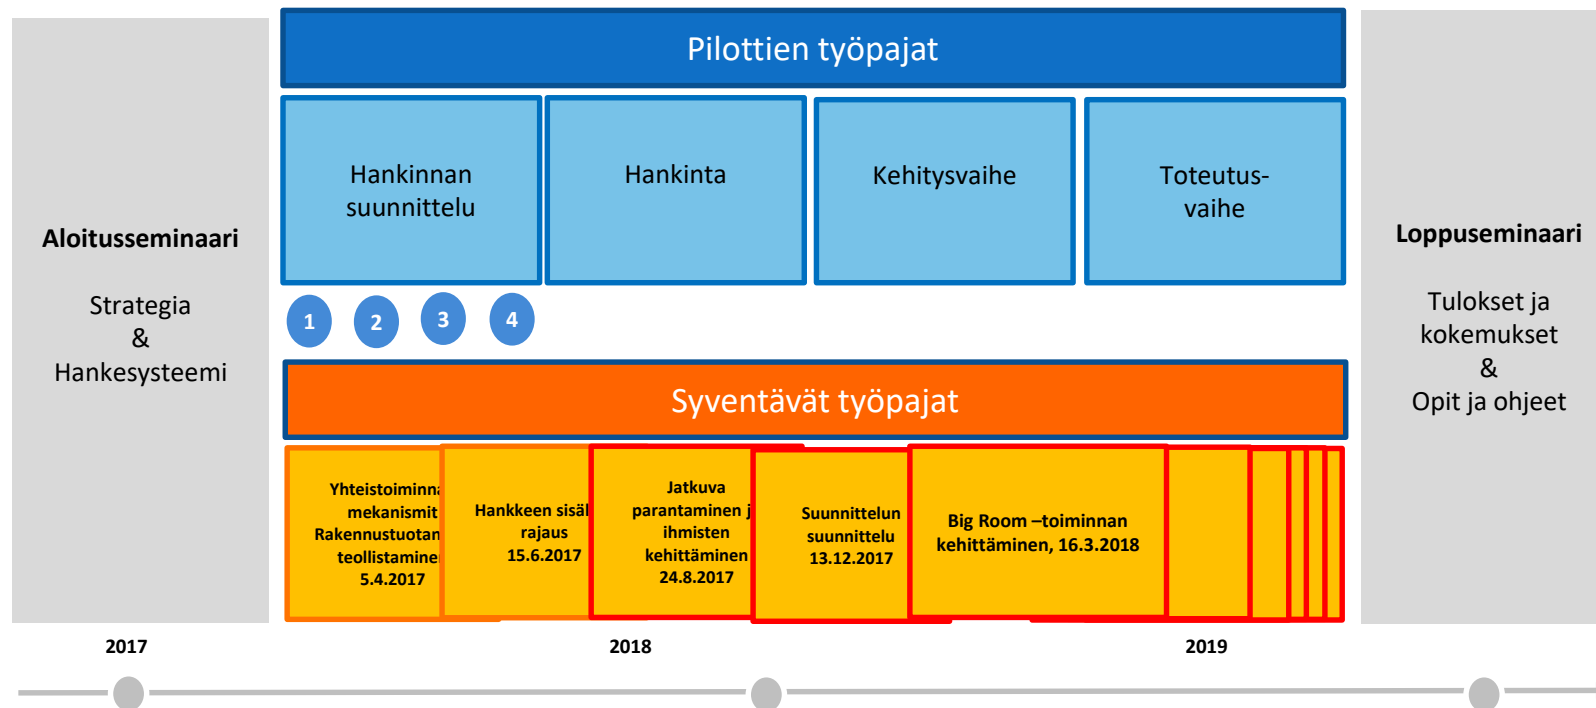 Pilottien työpajat
Hankinnan
suunnittelu
Hankinta
Kehitysvaihe
Toteutus-
vaihe
Aloitusseminaari
Strategia
&
Hankesysteemi
Loppuseminaari
Tulokset ja
kokemukset
&
Opit ja ohjeet
1 2 3 4
Syventävät työpajat
mekanismit
5.4.2017
Hankkeen
rajaus
15.6.2017
Jatkuva
parantaminen
ihmisten
kehittäminen
24.8.2017
Suunnittelun
suunnittelu
13.12.2017
Big Room –toiminnan
kehittäminen, 16.3.2018
2017
2018
2019